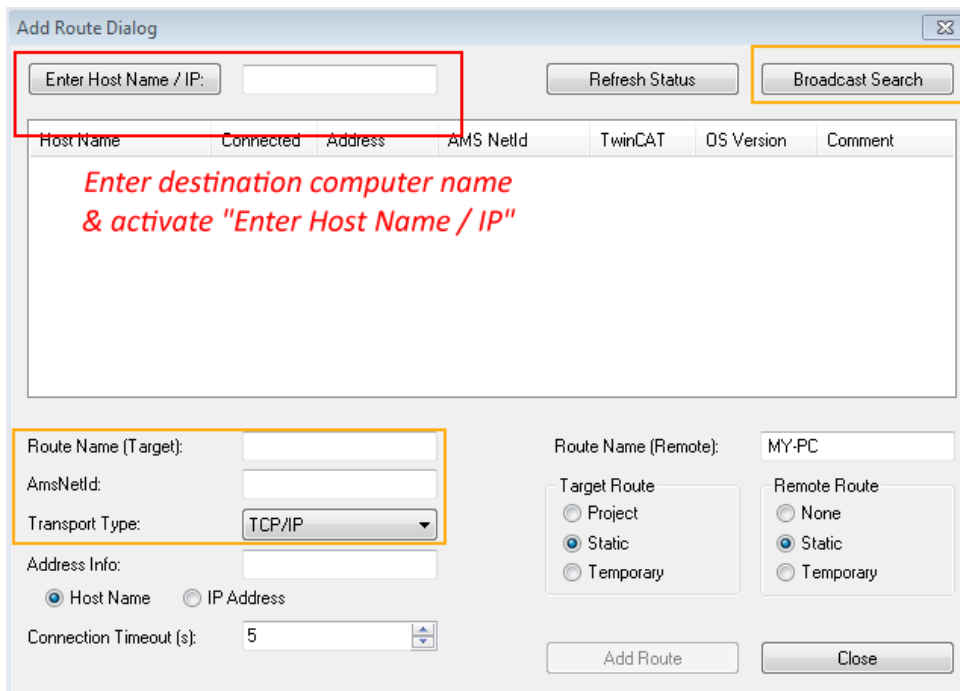 Add Route Dialog
Enter Host Name / IP:
Refresh Status
Broadcast Search
Host Name Connected Address AMS NetId TwinCAT OS Version Comment
Enter destination computer name
& activate "Enter Host Name / IP"
Route Name (Target):
AmsNetId:
Transport Type: TCP/IP
Address Info:
Host Name IP Address
Connection Timeout (s): 5
Route Name (Remote): MY-PC
Target Route
Project
Static
Temporary
Remote Route
None
Static
Temporary
Add Route
Close